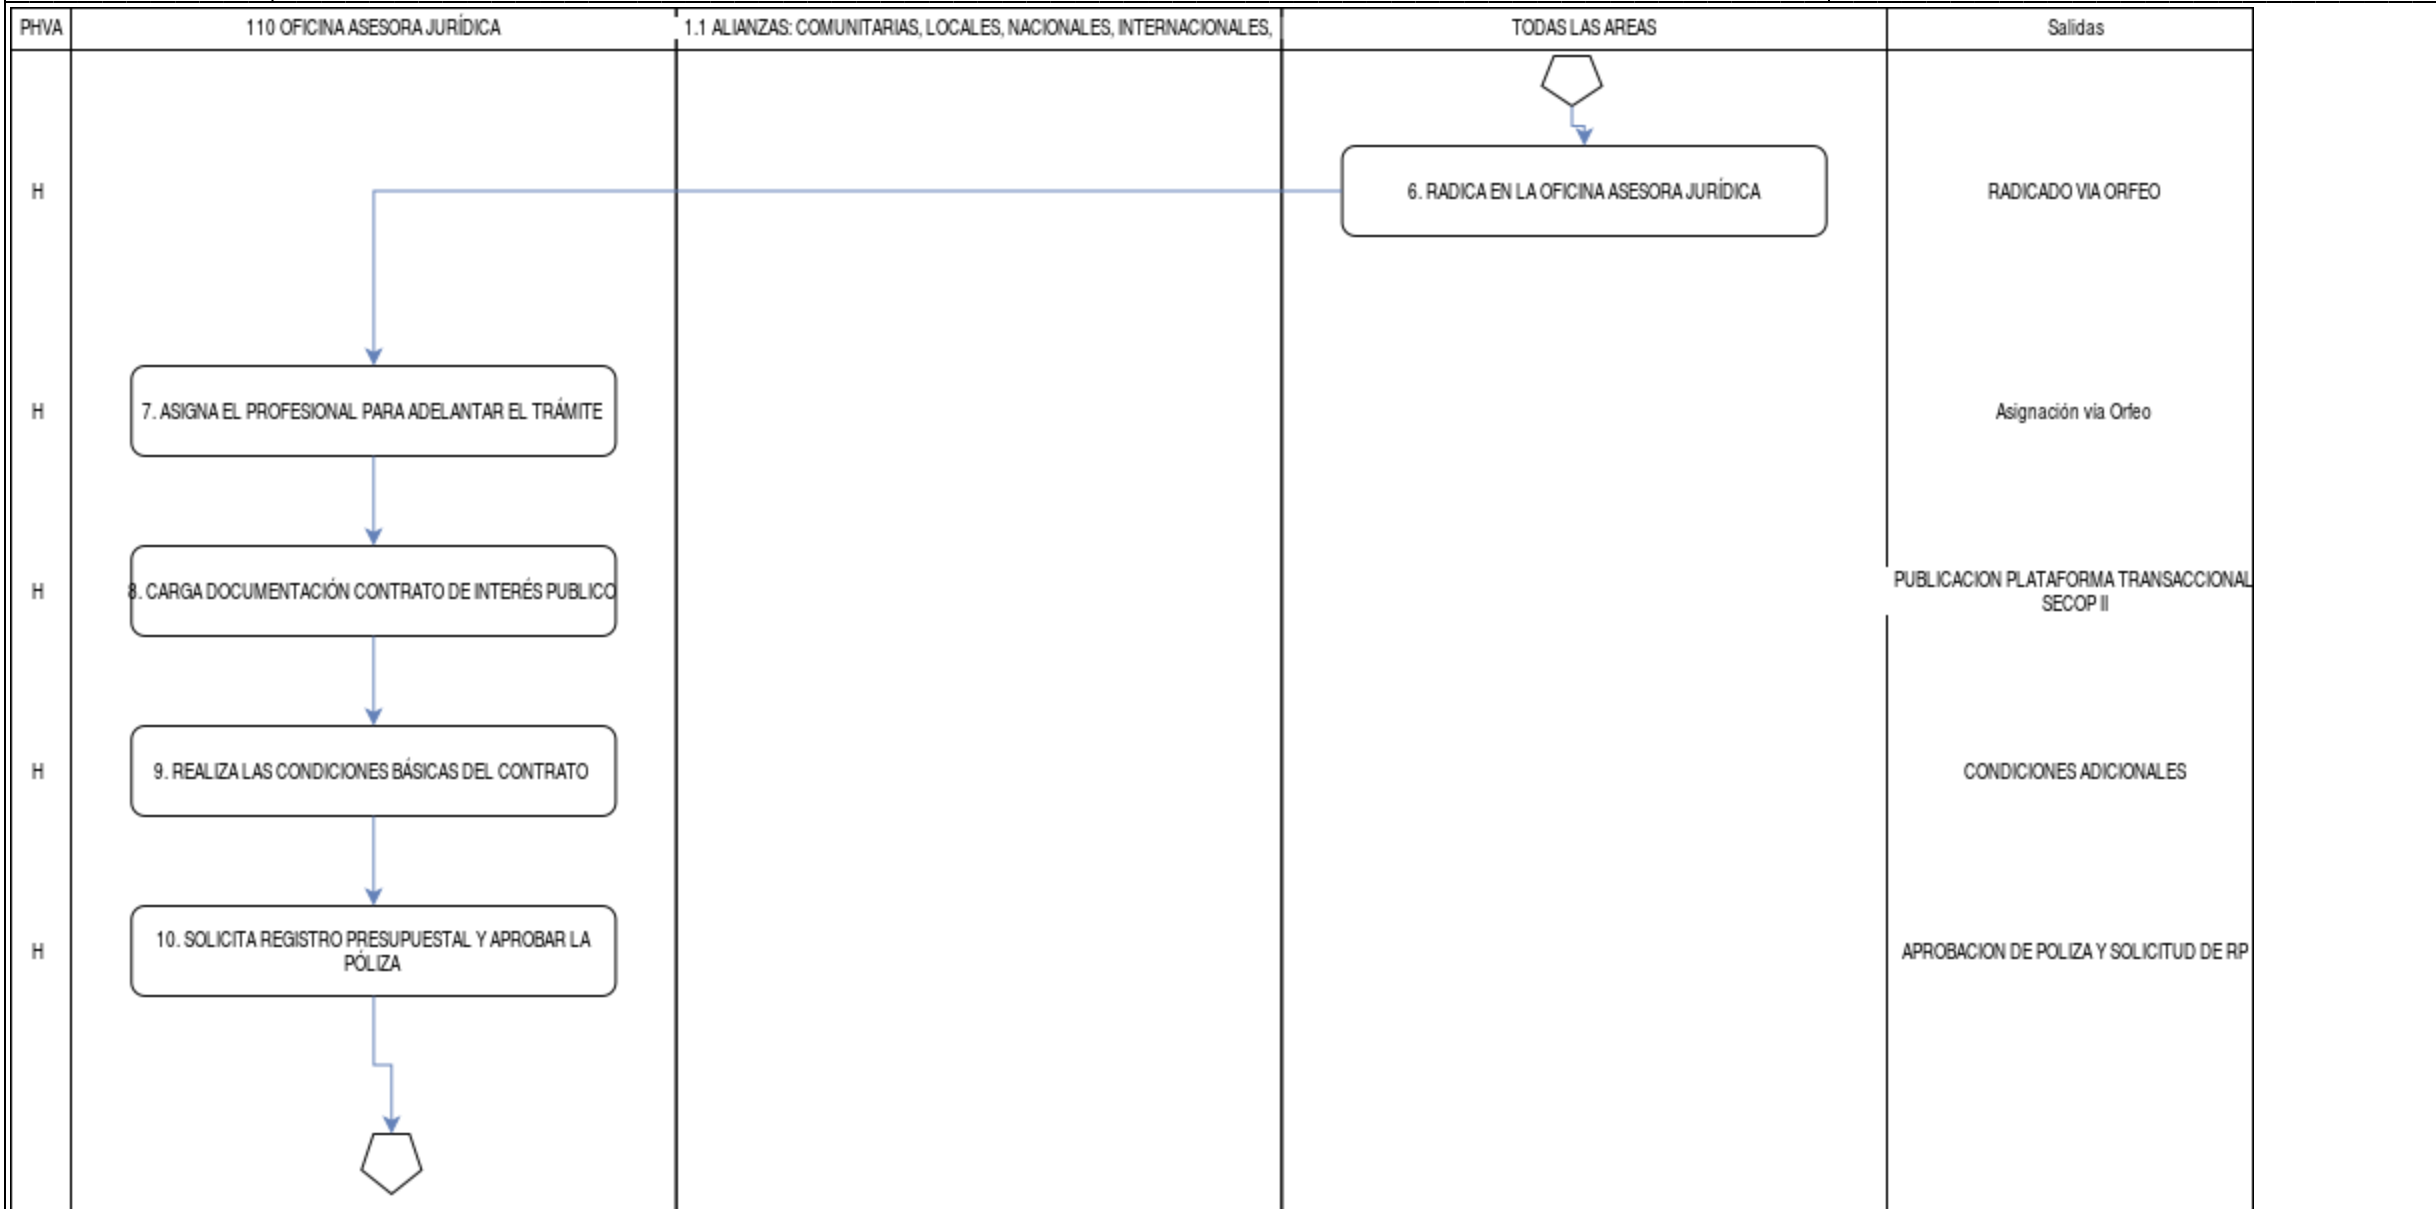 PHVA
110 OFICINA ASESORA JURÍDICA
1.1 ALIANZAS: COMUNITARIAS, LOCALES, NACIONALES, INTERNACIONALES,
TODAS LAS AREAS
Salidas
H
6. RADICA EN LA OFICINA ASESORA JURÍDICA
RADICADO VIA ORFEO
H
7. ASIGNA EL PROFESIONAL PARA ADELANTAR EL TRÁMITE
Asignación vía Orfeo
H
8. CARGA DOCUMENTACIÓN CONTRATO DE INTERÉS PUBLICO
PUBLICACION PLATAFORMA TRANSACCIONAL
SECOP II
H
9. REALIZA LAS CONDICIONES BÁSICAS DEL CONTRATO
CONDICIONES ADICIONALES
H
10. SOLICITA REGISTRO PRESUPUESTAL Y APROBAR LA
PÓLIZA
APROBACION DE POLIZA Y SOLICITUD DE RP